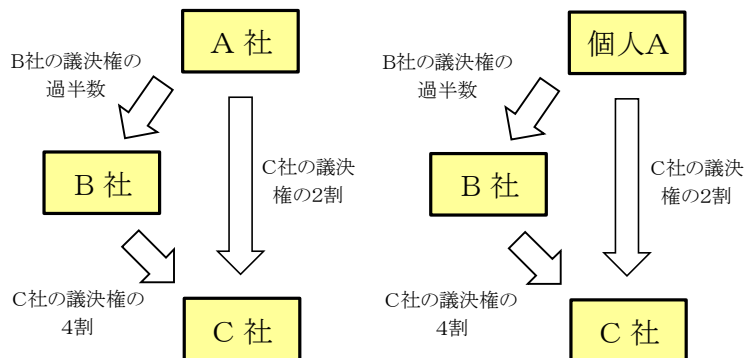 A 社
B社の議決権の
過半数
B 社
C社の議決
権の2割
C社の議決権の
4割
C 社
個人A
B社の議決権の
過半数
B 社
C社の議決
権の2割
C社の議決権の
4割
C 社